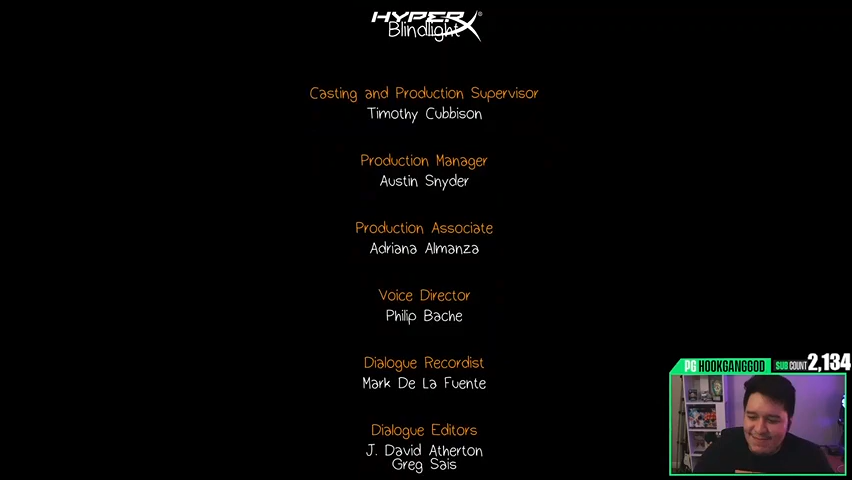 HYPERX®
Blindlight
Casting and Production Supervisor
Timothy Cubbison
Production Manager
Austin Snyder
Production Associate
Adriana Almanza
Voice Director
Philip Bache
Dialogue Recordist
Mark De La Fuente
Dialogue Editors
J. David Atherton
Greg Sais
PG HOOKGANGGOD
SUB COUNT 2,134